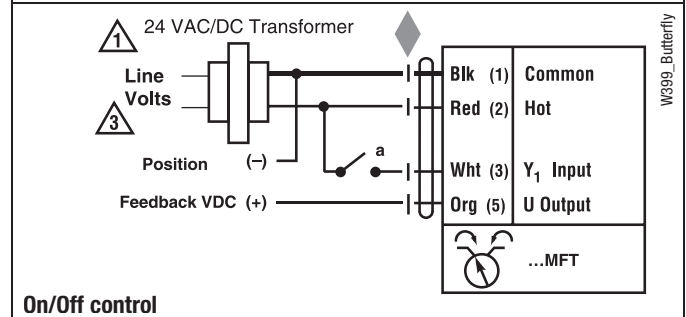 1 24 VAC/DC Transformer
Line
Volts
3
Position (–)
Feedback VDC (+)
a
Blk (1) Common
Red (2) Hot
Wht (3) Y₁ Input
Org (5) U Output
...MFT
W399_Butterfly
On/Off control